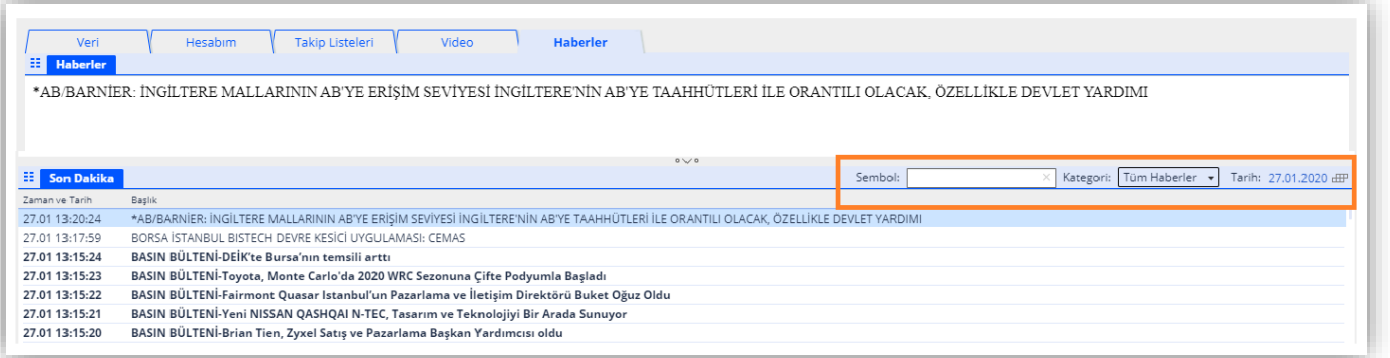 Veri Hesabım Takip Listeleri Video Haberler
Haberler
*AB/BARNİER: İNGİLTERE MALLARININ AB'YE ERİŞİM SEVİYESİ İNGİLTERE'NİN AB'YE TAAHHÜTLERİ İLE ORANTILI OLACAK, ÖZELLİKLE DEVLET YARDIMI
Son Dakika Sembol: Kategori: Tüm Haberler Tarih: 27.01.2020
Zaman ve Tarih Başlık
27.01 13:20:24 *AB/BARNİER: İNGİLTERE MALLARININ AB'YE ERİŞİM SEVİYESİ İNGİLTERE'NİN AB'YE TAAHHÜTLERİ İLE ORANTILI OLACAK, ÖZELLİKLE DEVLET YARDIMI
27.01 13:17:59 BORSA İSTANBUL BISTECH DEVRE KESİCİ UYGULAMASI: CEMAS
27.01 13:15:24 BASIN BÜLTENİ-DEİK'te Bursa'nın temsili arttı
27.01 13:15:23 BASIN BÜLTENİ-Toyota, Monte Carlo'da 2020 WRC Sezonuna Çifte Podyumla Başladı
27.01 13:15:22 BASIN BÜLTENİ-Fairmont Quasar Istanbul'un Pazarlama ve İletişim Direktörü Buket Oğuz Oldu
27.01 13:15:21 BASIN BÜLTENİ-Yeni NISSAN QASHQAI N-TEC, Tasarım ve Teknolojiyi Bir Arada Sunuyor
27.01 13:15:20 BASIN BÜLTENİ-Brian Tien, Zyxel Satış ve Pazarlama Başkan Yardımcısı oldu